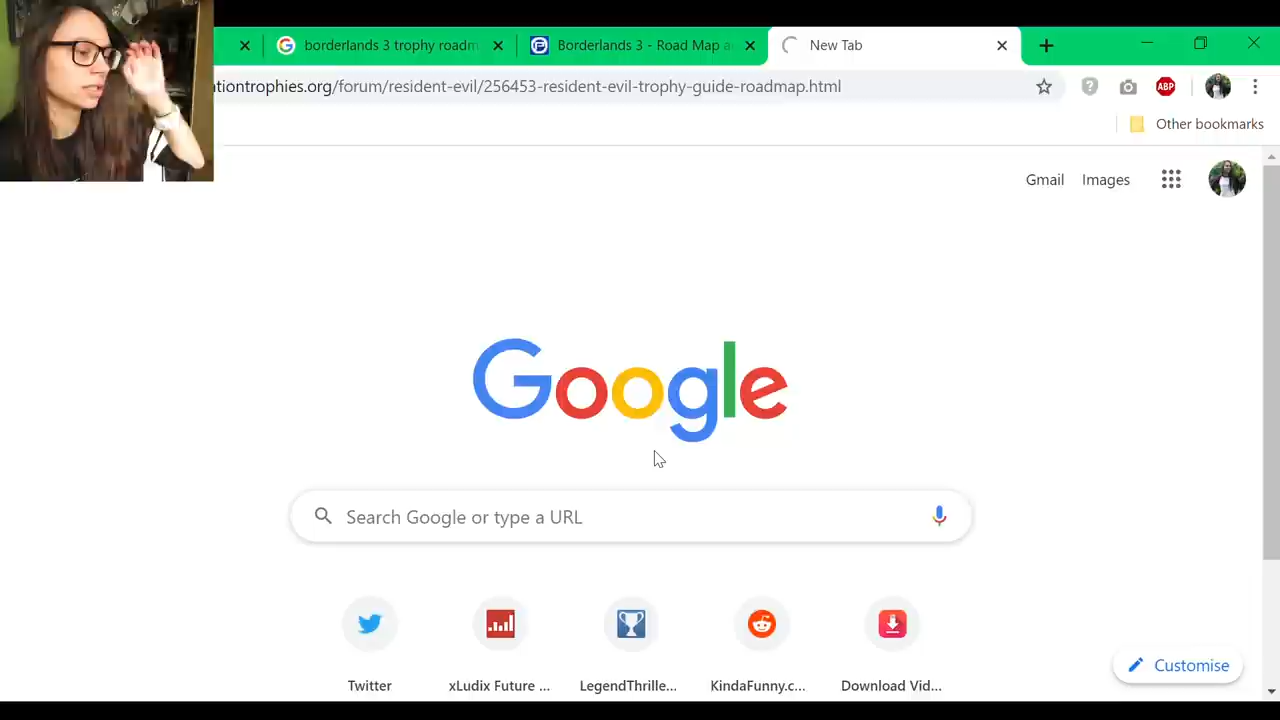 borderlands 3 trophy roadm
Borderlands 3 - Road Map a
New Tab
ationtrophies.org/forum/resident-evil/256453-resident-evil-trophy-guide-roadmap.html
ABP
Other bookmarks
Gmail
Images
Google
Search Google or type a URL
Twitter
xLudix Future ...
LegendThrille...
KindaFunny.c...
Download Vid...
Customise